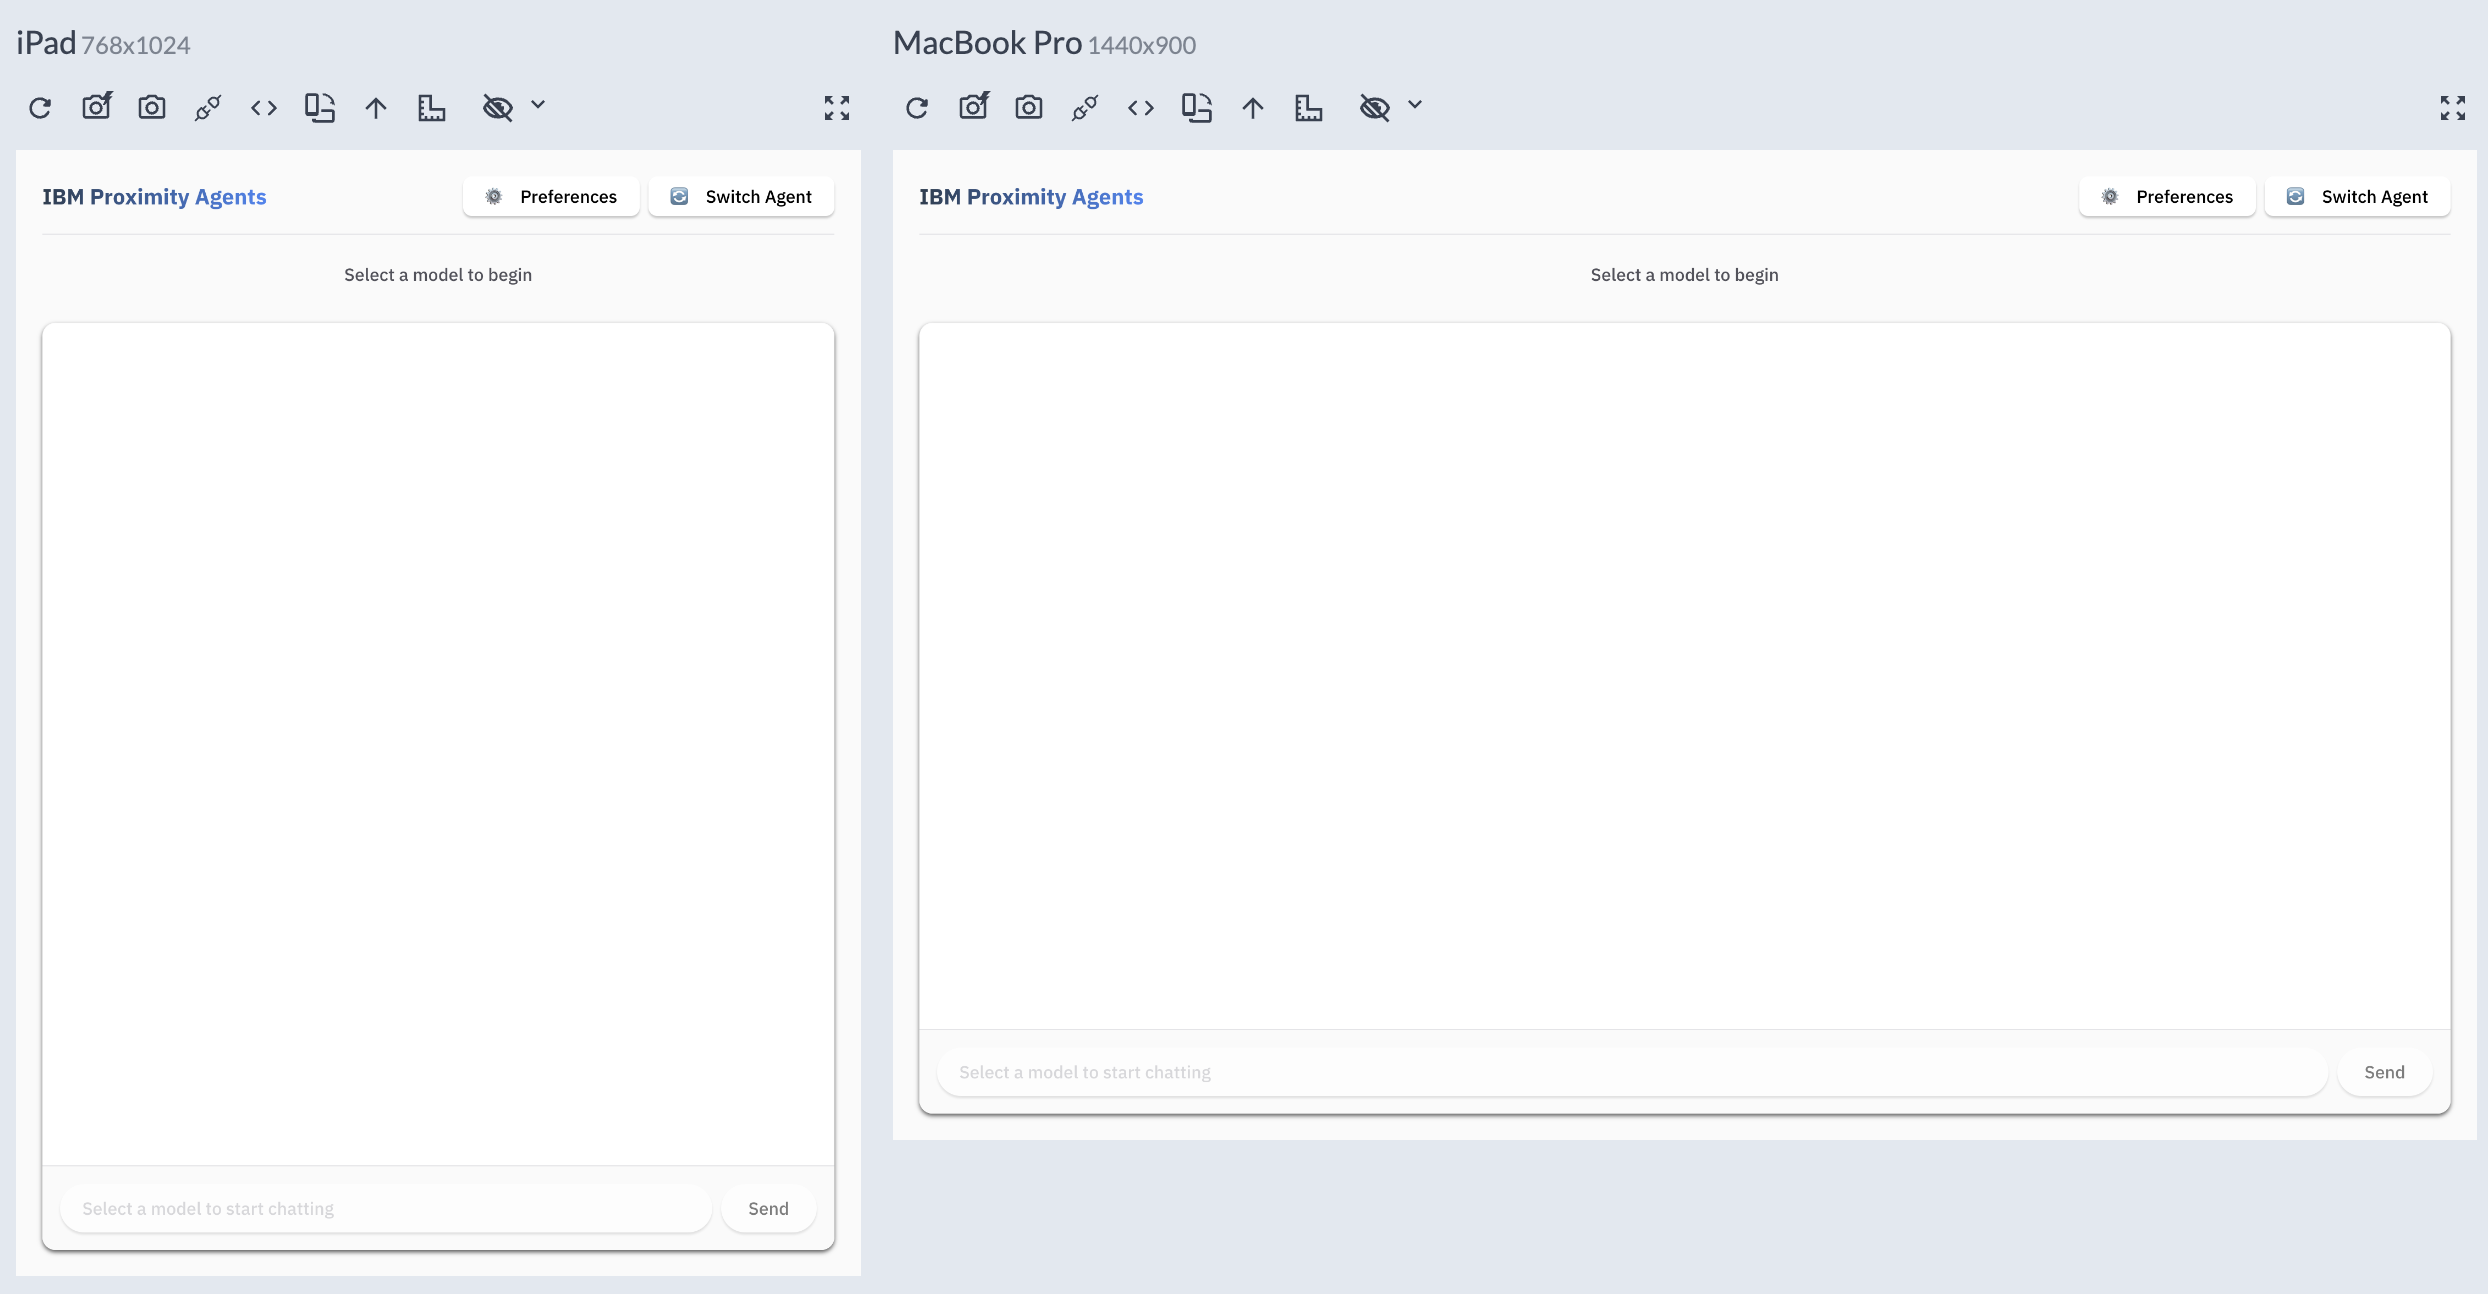 iPad 768x1024
IBM Proximity Agents
Preferences
Switch Agent
Select a model to begin
Select a model to start chatting
Send
MacBook Pro 1440x900
IBM Proximity Agents
Preferences
Switch Agent
Select a model to begin
Select a model to start chatting
Send